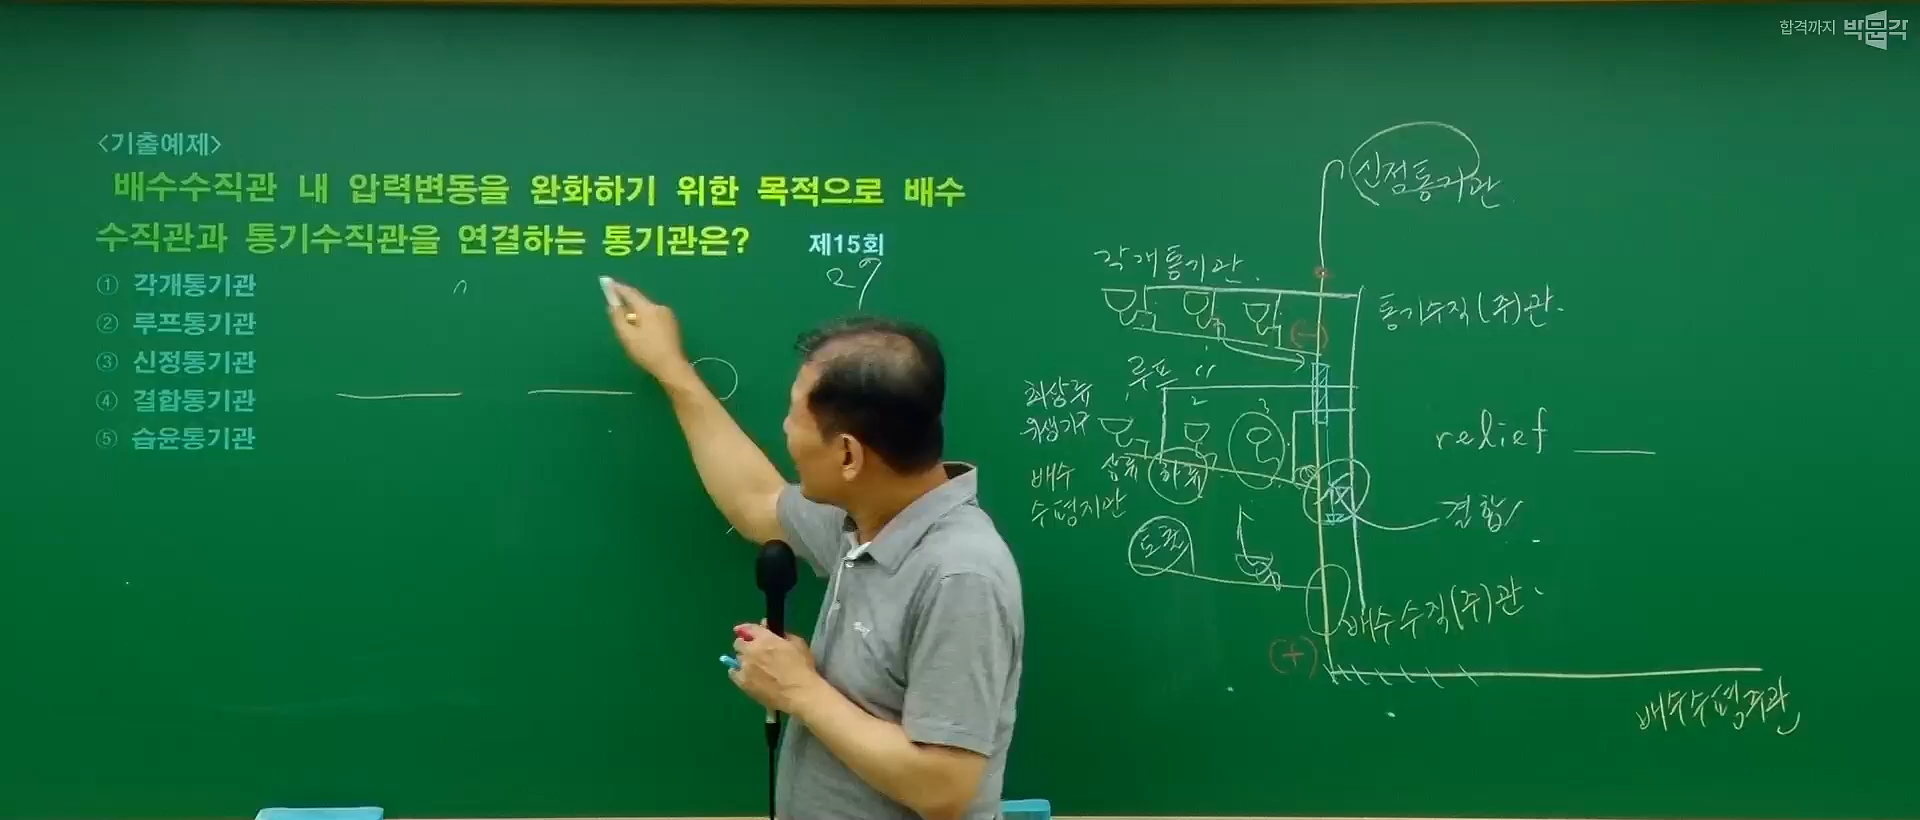 합격까지 박문각
<기출예제>
배수수직관 내 압력변동을 완화하기 위한 목적으로 배수
수직관과 통기수직관을 연결하는 통기관은? 제15회
29
① 각개통기관
② 루프통기관
③ 신정통기관
④ 결합통기관
⑤ 습윤통기관
신정통기관
각개통기관.
통기수직(주)관.
(-)
루프 〃
최상류
위생기구
1 2 3
배수 상류 하류
수평지관
relief
결합/
도피
배수수직(주)관.
(+)
배수수평주관